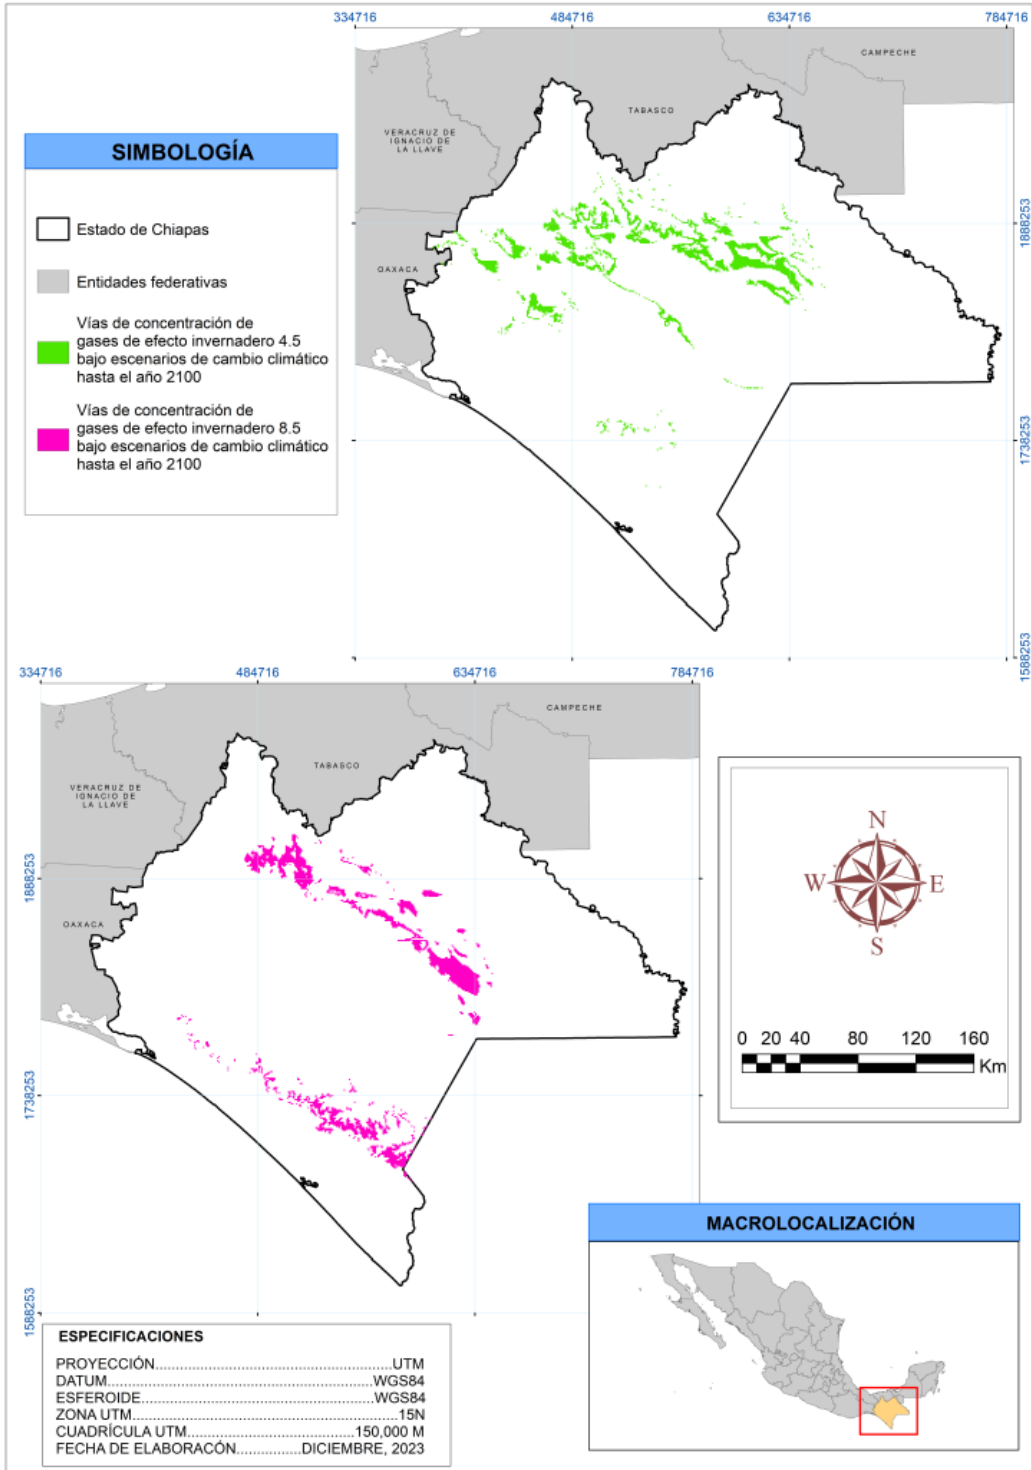 334716 484716 634716 784716
CAMPECHE
TABASCO
VERACRUZ DE
IGNACIO DE
LA LLAVE
OAXACA
1888253
1738253
1588253
SIMBOLOGÍA
Estado de Chiapas
Entidades federativas
Vías de concentración de
gases de efecto invernadero 4.5
bajo escenarios de cambio climático
hasta el año 2100
Vías de concentración de
gases de efecto invernadero 8.5
bajo escenarios de cambio climático
hasta el año 2100
334716 484716 634716 784716
CAMPECHE
TABASCO
VERACRUZ DE
IGNACIO DE
LA LLAVE
OAXACA
1888253
1738253
1588253
N
W E
S
0 20 40 80 120 160
Km
MACROLOCALIZACIÓN
ESPECIFICACIONES
PROYECCIÓN..............................................UTM
DATUM....................................................WGS84
ESFEROIDE..............................................WGS84
ZONA UTM....................................................15N
CUADRÍCULA UTM................................150,000 M
FECHA DE ELABORACÓN.............DICIEMBRE, 2023